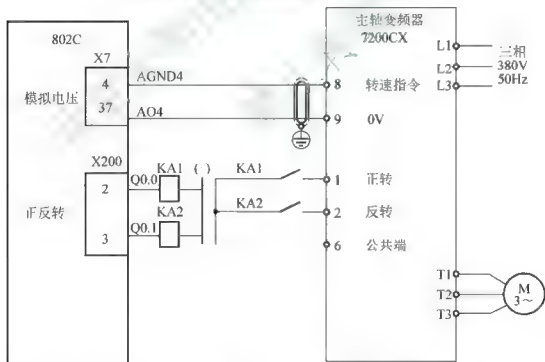 802C
X7
模拟电压
4
37
AGND4
AO4
X200
正反转
2
3
Q0.0
Q0.1
KA1
KA2
KA1
KA2
主轴变频器
7200CX
8 转速指令
9 0V
1 正转
2 反转
6 公共端
L1
L2
L3
三相
380V
50Hz
T1
T2
T3
M
3～